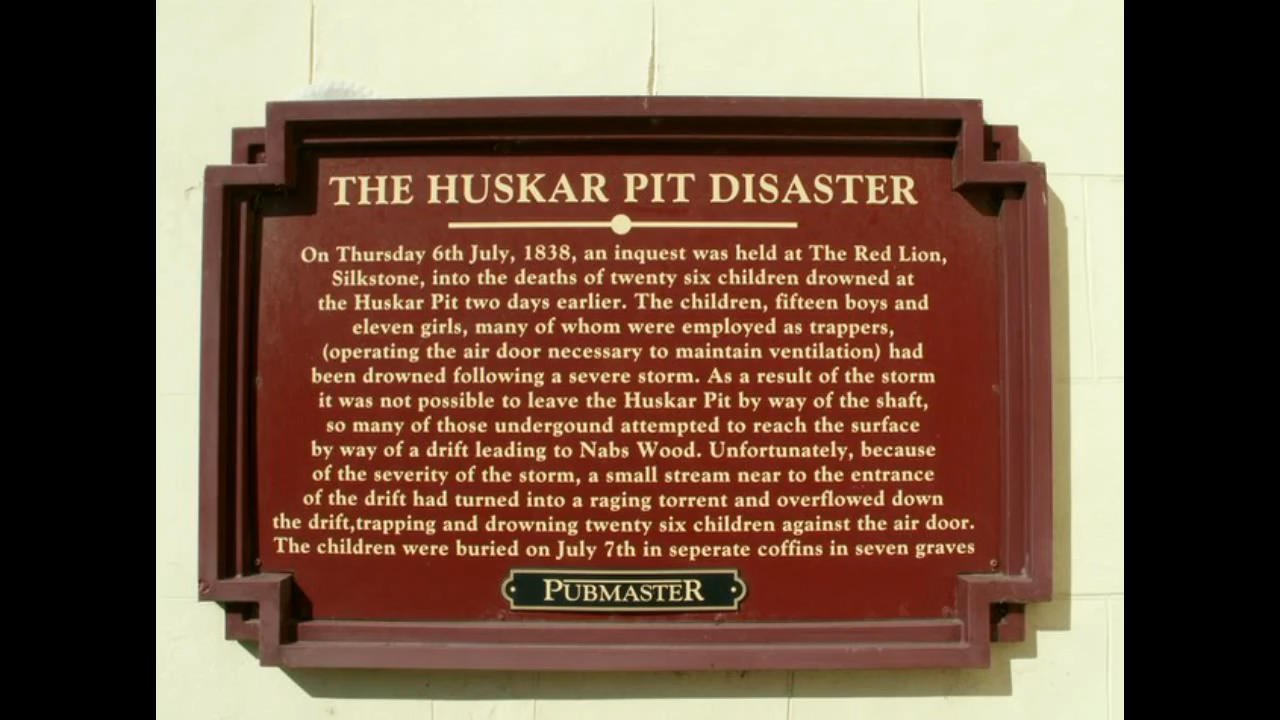 THE HUSKAR PIT DISASTER
On Thursday 6th July, 1838, an inquest was held at The Red Lion,
Silkstone, into the deaths of twenty six children drowned at
the Huskar Pit two days earlier. The children, fifteen boys and
eleven girls, many of whom were employed as trappers,
(operating the air door necessary to maintain ventilation) had
been drowned following a severe storm. As a result of the storm
it was not possible to leave the Huskar Pit by way of the shaft,
so many of those undergound attempted to reach the surface
by way of a drift leading to Nabs Wood. Unfortunately, because
of the severity of the storm, a small stream near to the entrance
of the drift had turned into a raging torrent and overflowed down
the drift,trapping and drowning twenty six children against the air door.
The children were buried on July 7th in seperate coffins in seven graves
PUBMASTER